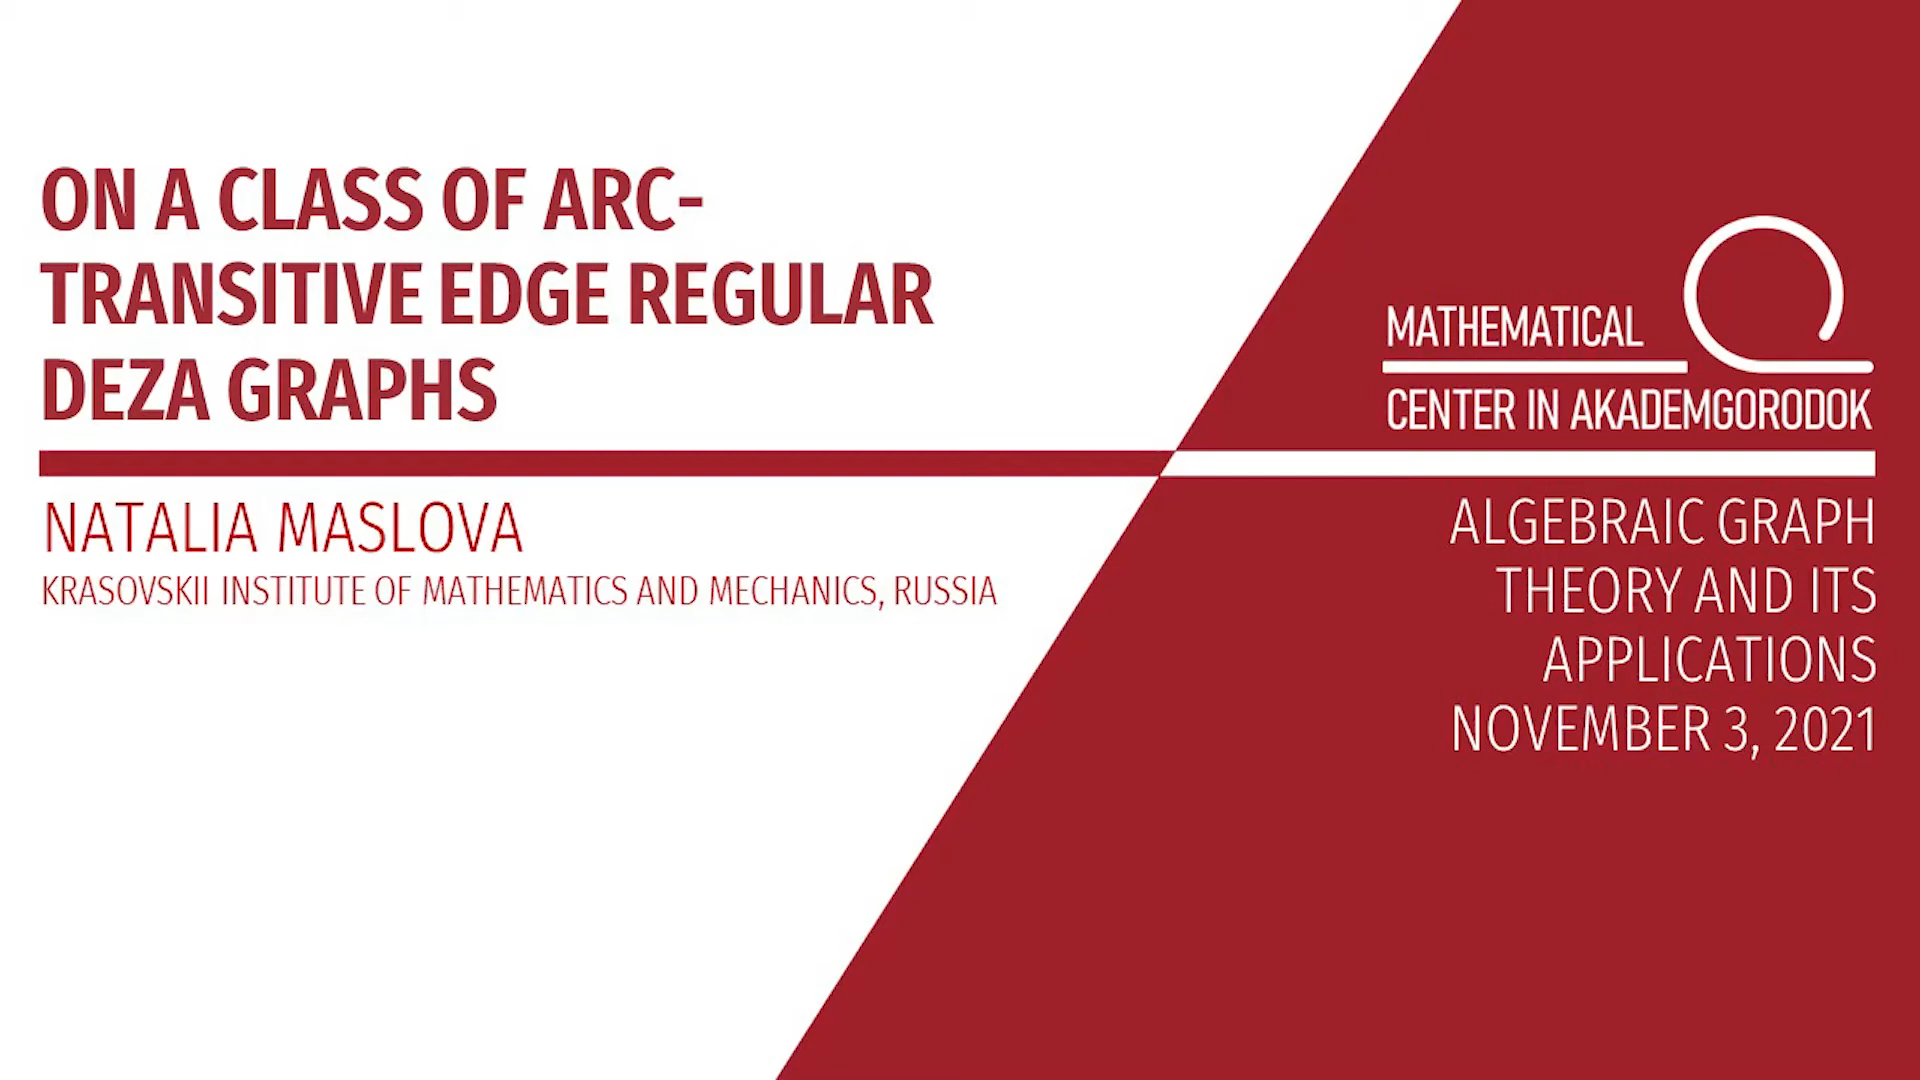 ON A CLASS OF ARC-
TRANSITIVE EDGE REGULAR
DEZA GRAPHS
NATALIA MASLOVA
KRASOVSKII INSTITUTE OF MATHEMATICS AND MECHANICS, RUSSIA
MATHEMATICAL
CENTER IN AKADEMGORODOK
ALGEBRAIC GRAPH
THEORY AND ITS
APPLICATIONS
NOVEMBER 3, 2021